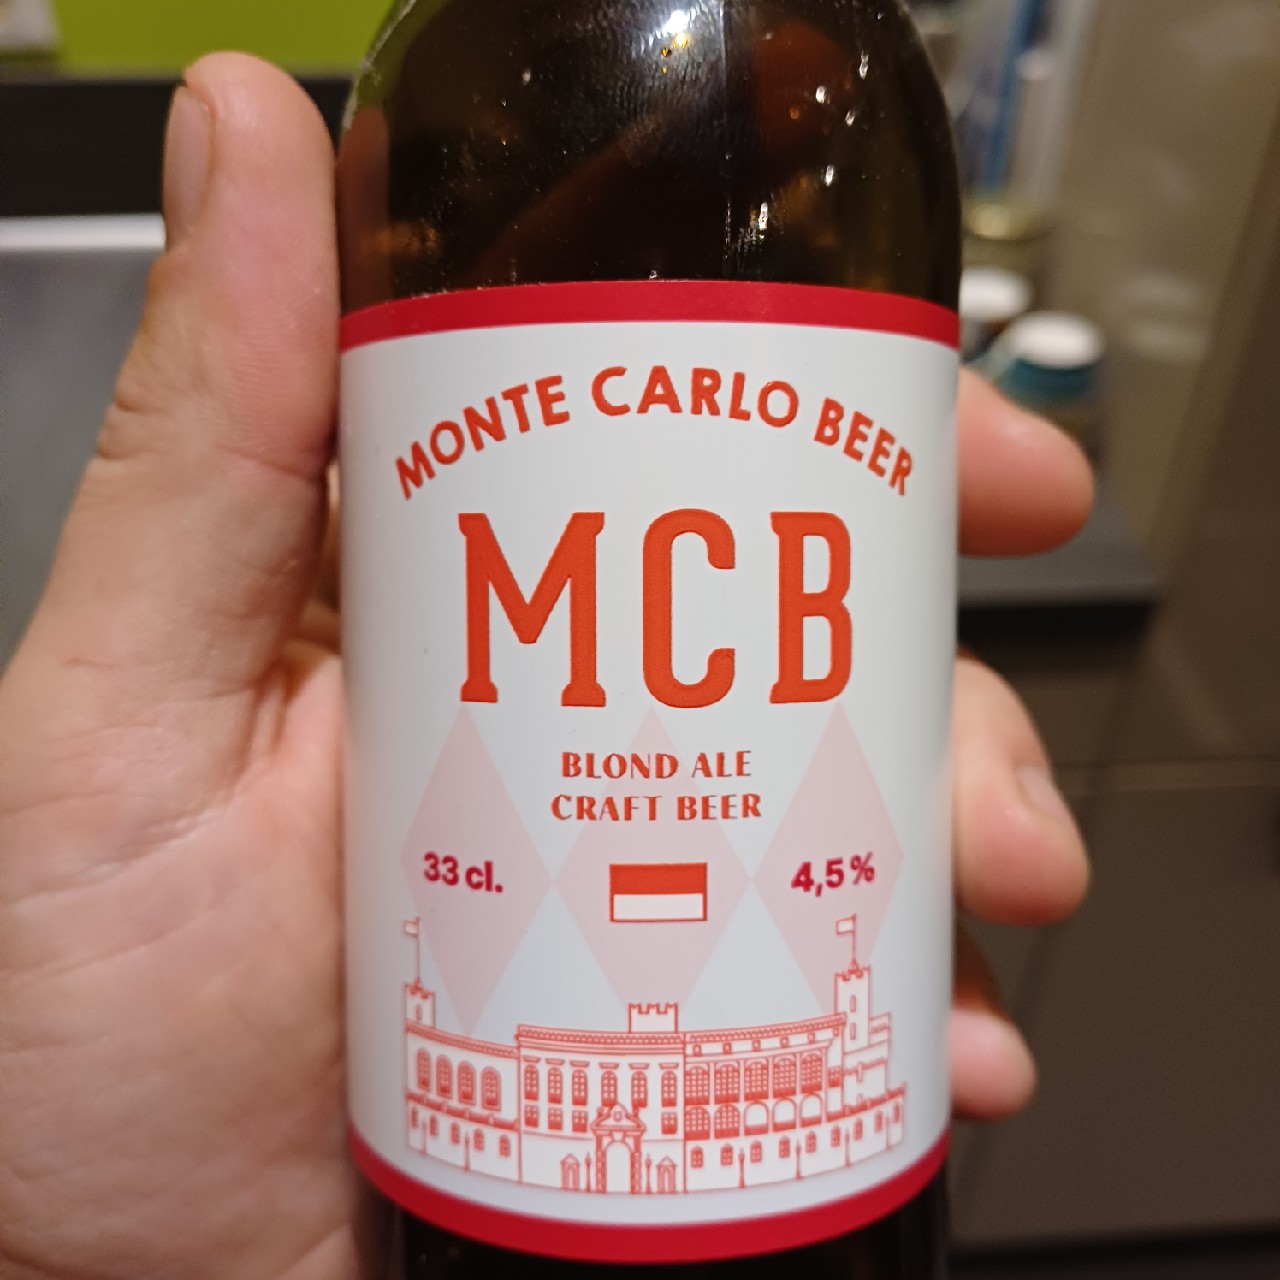 MONTE CARLO BEER
MCB
BLOND ALE
CRAFT BEER
33 cl.
4,5%